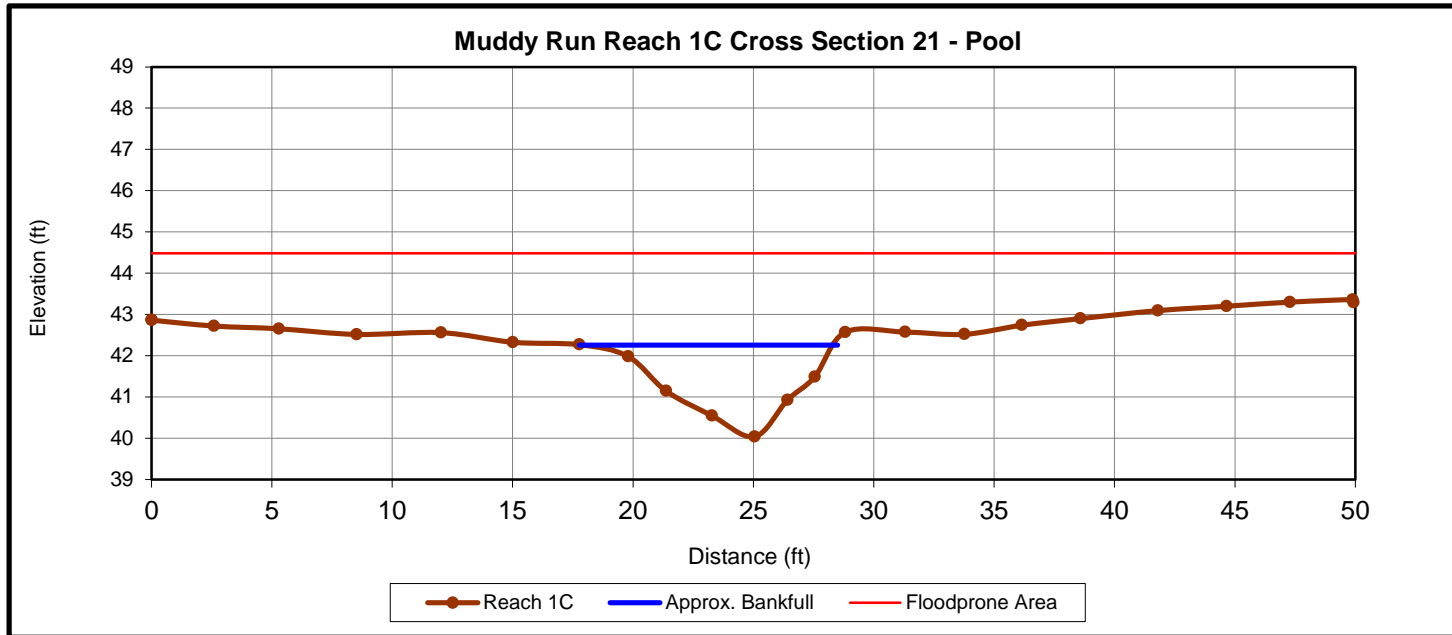 Muddy Run Reach 1C Cross Section 21 - Pool
49
48
47
46
45
44
43
42
41
40
39
Elevation (ft)
0 5 10 15 20 25 30 35 40 45 50
Distance (ft)
Reach 1C Approx. Bankfull Floodprone Area